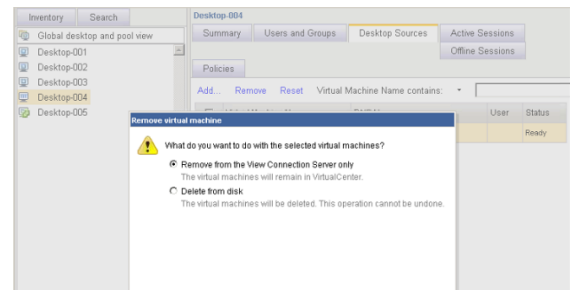 Inventory Search
Global desktop and pool view
Desktop-001
Desktop-002
Desktop-003
Desktop-004
Desktop-005
Desktop-004
Summary Users and Groups Desktop Sources Active Sessions
Offline Sessions
Policies
Add... Remove Reset Virtual Machine Name contains:
User Status
Ready
Remove virtual machine
What do you want to do with the selected virtual machines?
Remove from the View Connection Server only
The virtual machines will remain in VirtualCenter.
Delete from disk
The virtual machines will be deleted. This operation cannot be undone.